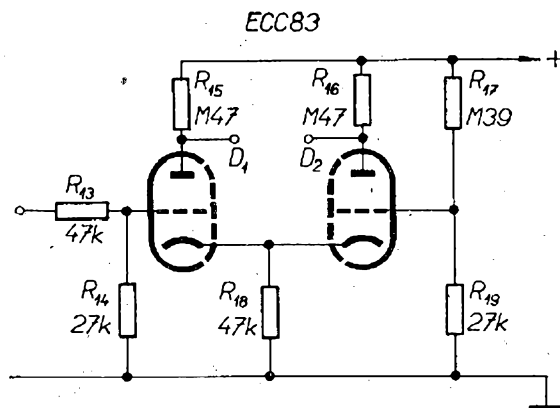 ECC83
+
R15
M47
R16
M47
R17
M39
D1
D2
R13
47k
R14
27k
R18
47k
R19
27k